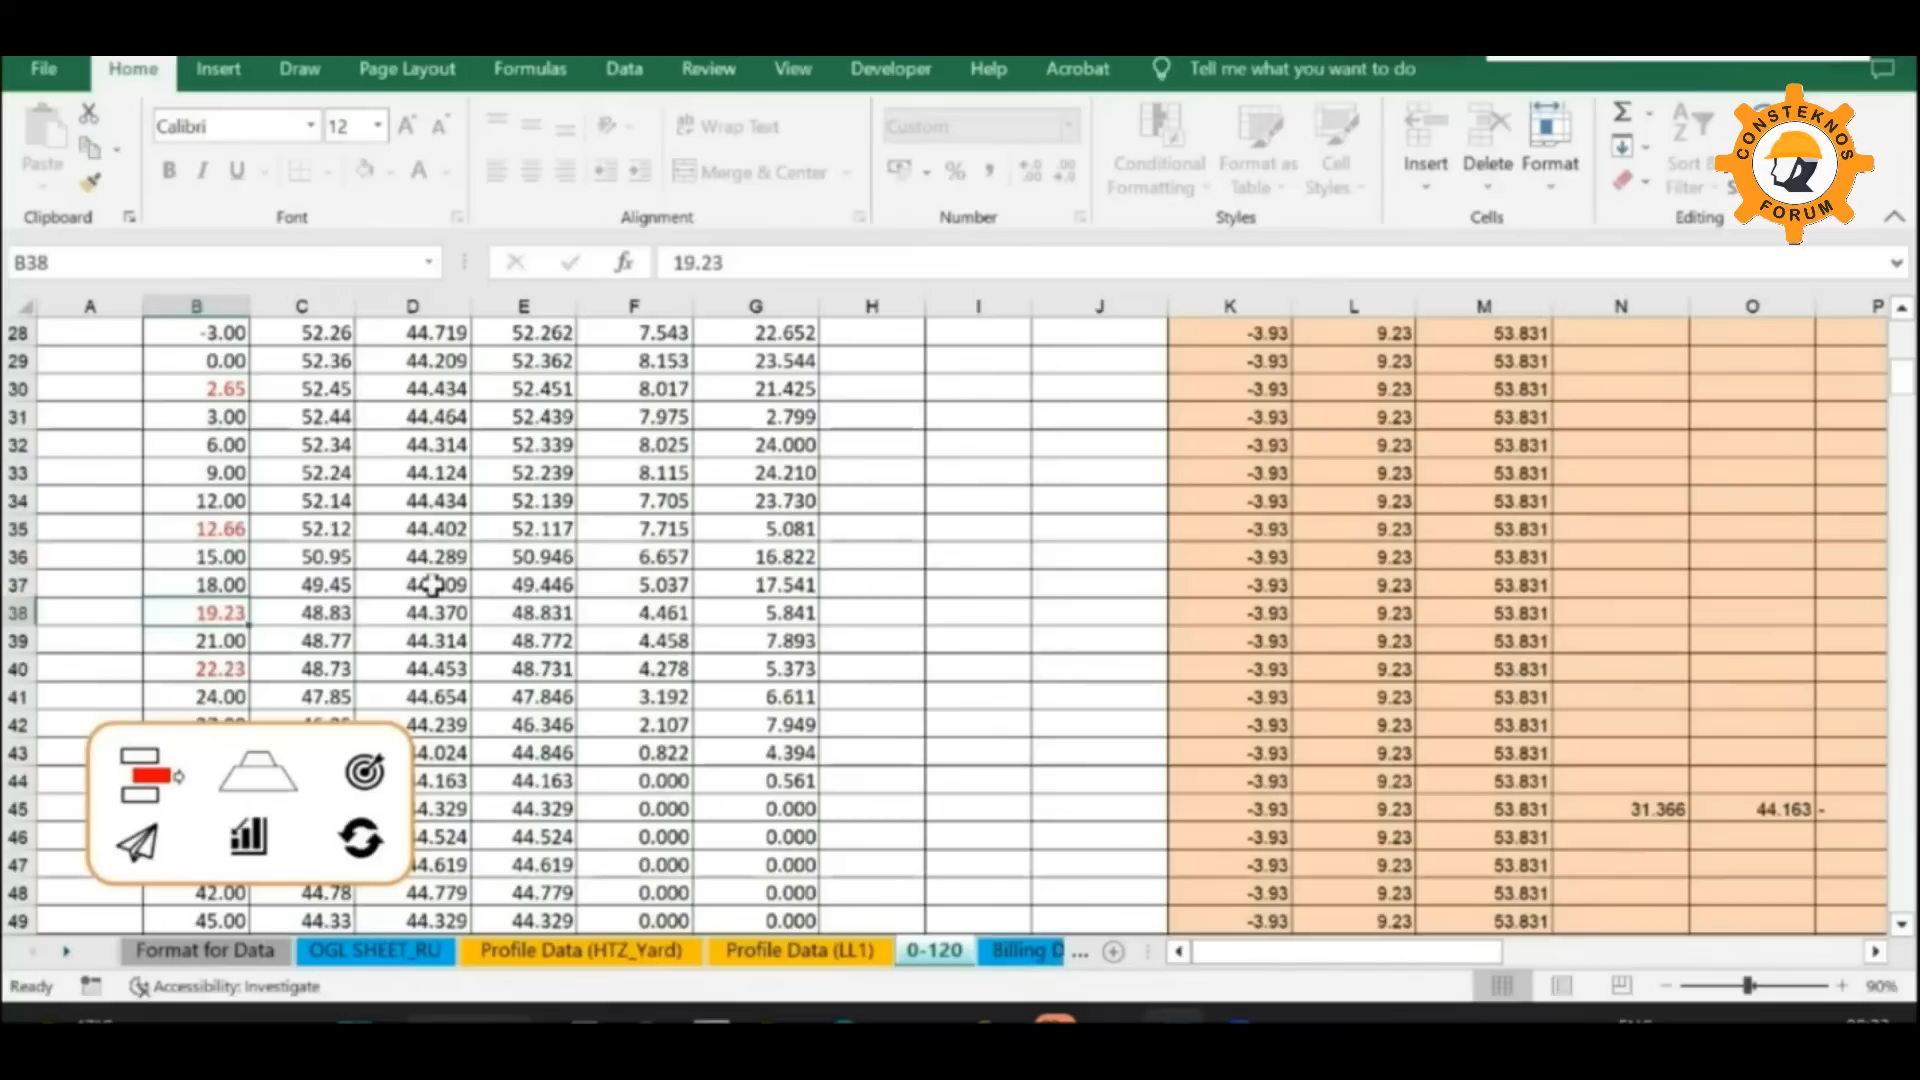 File Home Insert Draw Page Layout Formulas Data Review View Developer Help Acrobat Tell me what you want to do
Paste Calibri 12 Wrap Text Custom Conditional Formatting Format as Table Cell Styles Insert Delete Format Sort & Filter
B I U Merge & Center
Clipboard Font Alignment Number Styles Cells Editing
CONSTEKNOS
FORUM
B38 fx 19.23
A B C D E F G H I J K L M N O P
28 -3.00 52.26 44.719 52.262 7.543 22.652 -3.93 9.23 53.831
29 0.00 52.36 44.209 52.362 8.153 23.544 -3.93 9.23 53.831
30 2.65 52.45 44.434 52.451 8.017 21.425 -3.93 9.23 53.831
31 3.00 52.44 44.464 52.439 7.975 2.799 -3.93 9.23 53.831
32 6.00 52.34 44.314 52.339 8.025 24.000 -3.93 9.23 53.831
33 9.00 52.24 44.124 52.239 8.115 24.210 -3.93 9.23 53.831
34 12.00 52.14 44.434 52.139 7.705 23.730 -3.93 9.23 53.831
35 12.66 52.12 44.402 52.117 7.715 5.081 -3.93 9.23 53.831
36 15.00 50.95 44.289 50.946 6.657 16.822 -3.93 9.23 53.831
37 18.00 49.45 49.446 5.037 17.541 -3.93 9.23 53.831
38 19.23 48.83 44.370 48.831 4.461 5.841 -3.93 9.23 53.831
39 21.00 48.77 44.314 48.772 4.458 7.893 -3.93 9.23 53.831
40 22.23 48.73 44.453 48.731 4.278 5.373 -3.93 9.23 53.831
41 24.00 47.85 44.654 47.846 3.192 6.611 -3.93 9.23 53.831
42 44.239 46.346 2.107 7.949 -3.93 9.23 53.831
43 4.024 44.846 0.822 4.394 -3.93 9.23 53.831
44 4.163 44.163 0.000 0.561 -3.93 9.23 53.831
45 4.329 44.329 0.000 0.000 -3.93 9.23 53.831 31.366 44.163 -
46 4.524 44.524 0.000 0.000 -3.93 9.23 53.831
47 4.619 44.619 0.000 0.000 -3.93 9.23 53.831
48 42.00 44.78 44.779 44.779 0.000 0.000 -3.93 9.23 53.831
49 45.00 44.33 44.329 44.329 0.000 0.000 -3.93 9.23 53.831
Format for Data OGL SHEET_RU Profile Data (HTZ_Yard) Profile Data (LL1) 0-120 Billing D ...
Ready Accessibility: Investigate 90%